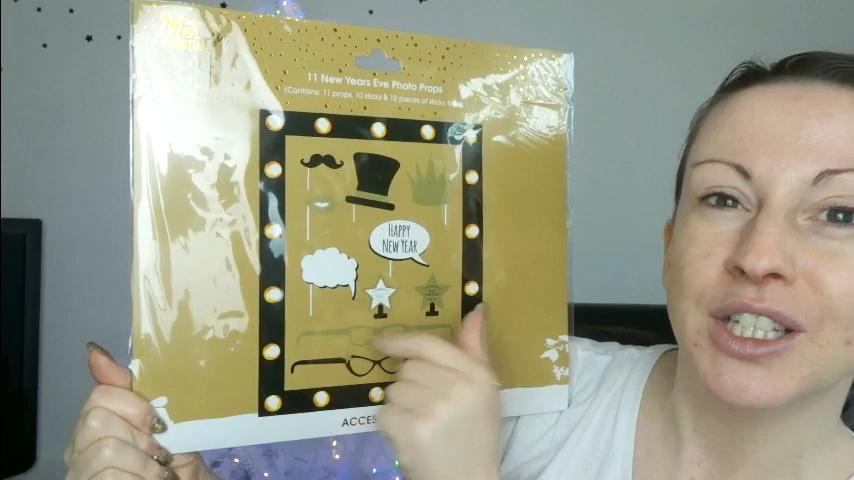 11 New Years Eve Photo Props
(Contains: 11 props, 10 sticks & 12 pieces of sticky
HAPPY
NEW YEAR
ACCES